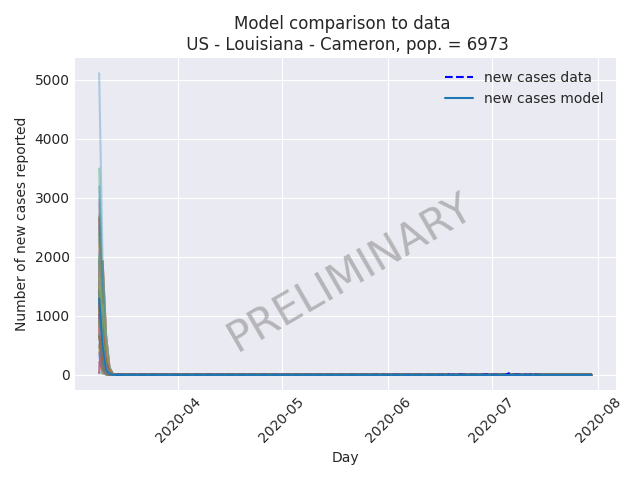 Model comparison to data
US - Louisiana - Cameron, pop. = 6973
new cases data
new cases model
Number of new cases reported
5000
4000
3000
2000
1000
0
PRELIMINARY
2020-04
2020-05
2020-06
2020-07
2020-08
Day